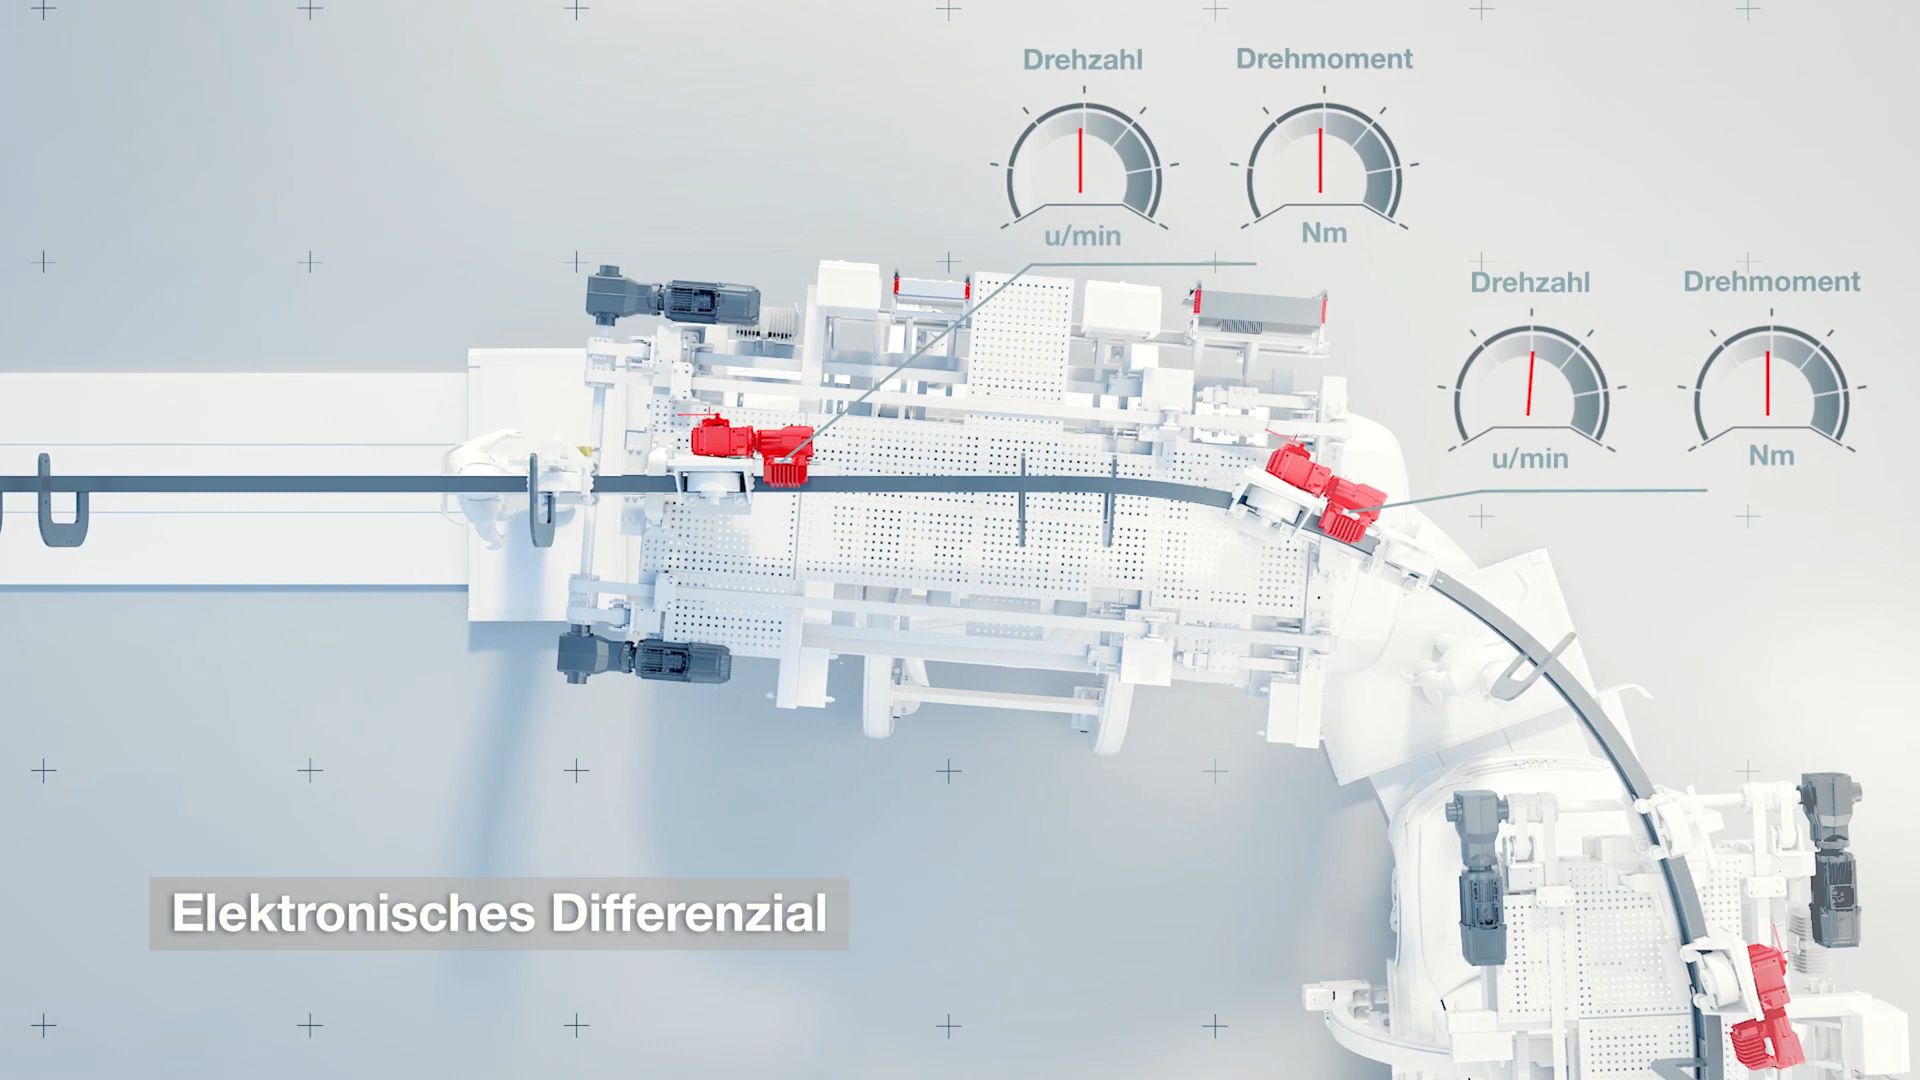 Drehzahl
Drehmoment
u/min
Nm
Drehzahl
Drehmoment
u/min
Nm
Elektronisches Differenzial